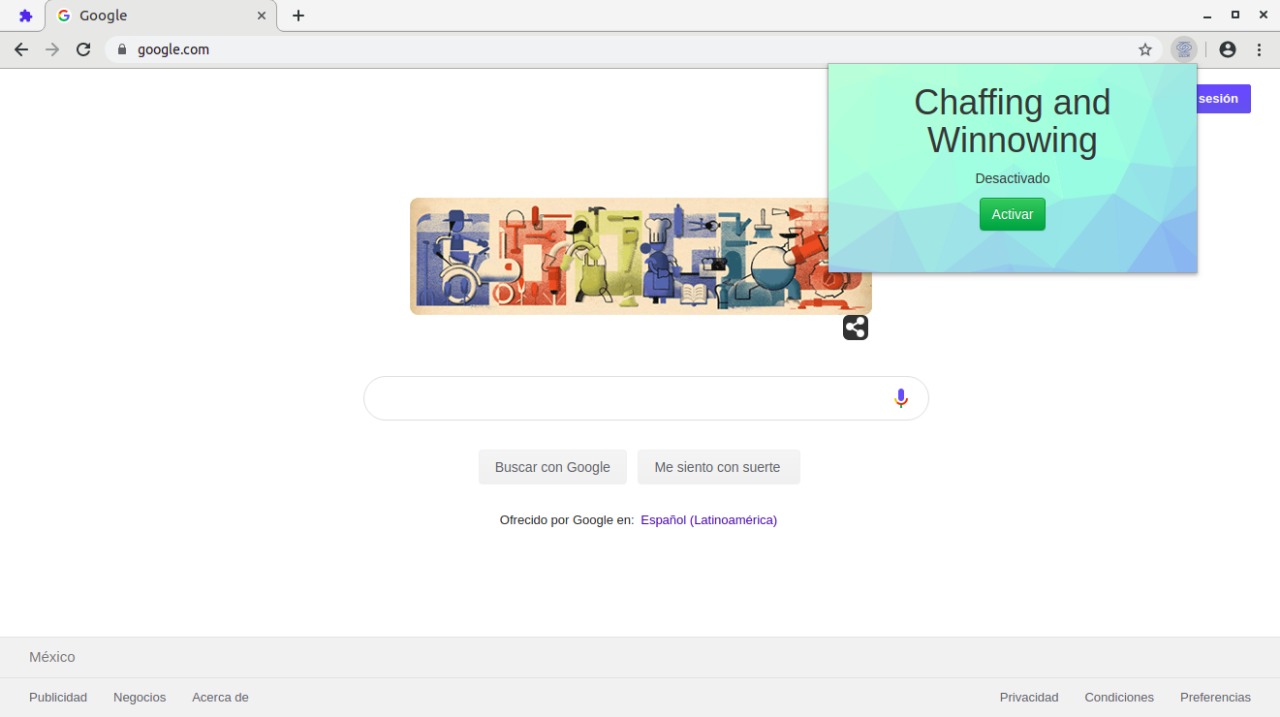 Google
google.com
Chaffing and
Winnowing
sesión
Desactivado
Activar
Buscar con Google
Me siento con suerte
Ofrecido por Google en: Español (Latinoamérica)
México
Publicidad Negocios Acerca de Privacidad Condiciones Preferencias